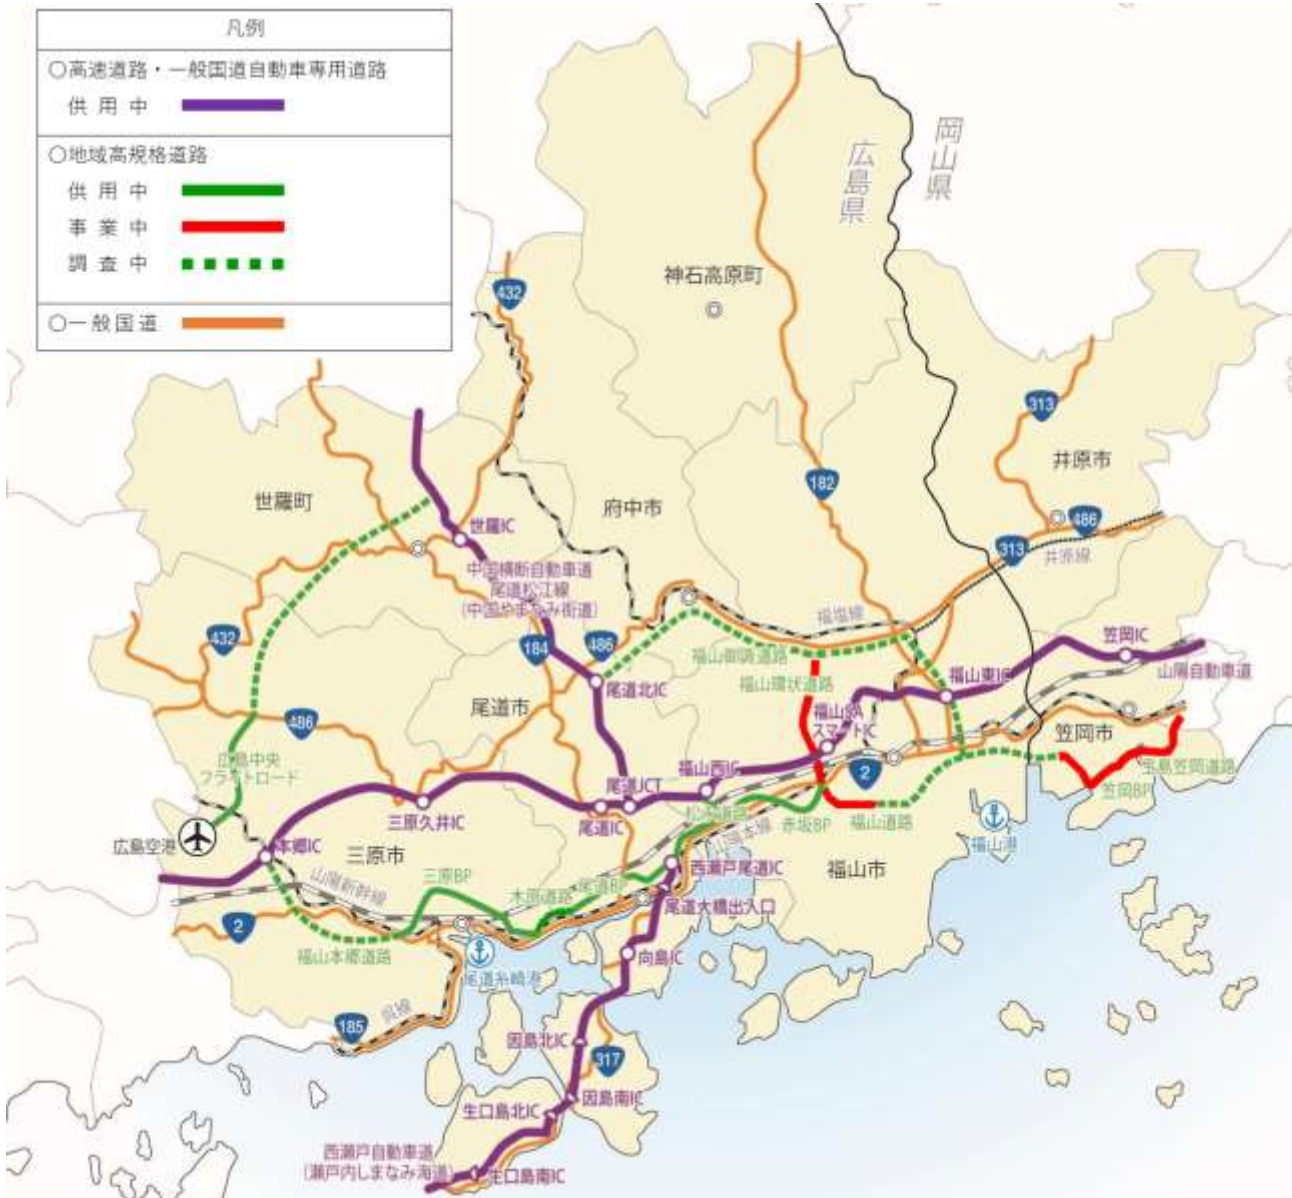 凡例
○高速道路・一般国道自動車専用道路
供用中
○地域高規格道路
供用中
事業中
調査中
○一般国道
岡山県
広島県
神石高原町
432
313
井原市
182
世羅町
府中市
486
世羅IC
313
井原線
中国横断自動車道
尾道松江線
(中国やまなみ街道)
福塩線
432
184
486
福山御調道路
笠岡IC
山陽自動車道
尾道北IC
福山環状道路
福山東IC
尾道市
486
福山SA
スマートIC
笠岡市
広島中央
フライトロード
福山西IC
2
玉島笠岡道路
尾道JCT
笠岡BP
三原久井IC
尾道IC
松永道路
赤坂BP
福山道路
福山港
広島空港
本郷IC
三原市
山陽本線
西瀬戸尾道IC
福山市
山陽新幹線
三原BP
木原道路
尾道BP
尾道大橋出入口
2
福山本郷道路
向島IC
尾道糸崎港
呉線
185
因島北IC
317
因島南IC
生口島北IC
西瀬戸自動車道
(瀬戸内しまなみ海道)
生口島南IC